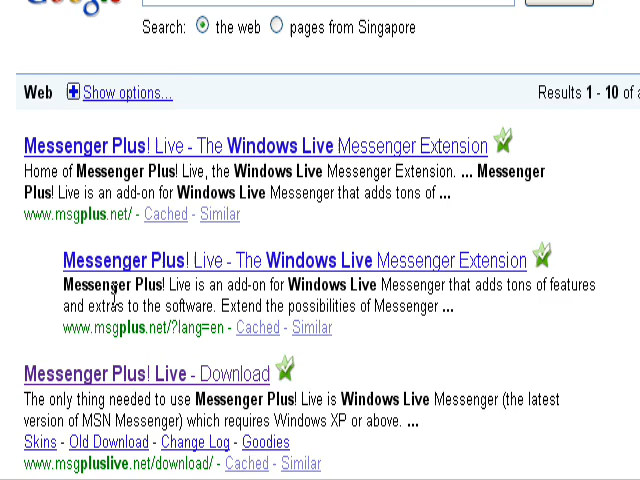 Google
Search: the web pages from Singapore
Web Show options... Results 1 - 10 of
Messenger Plus! Live - The Windows Live Messenger Extension
Home of Messenger Plus! Live, the Windows Live Messenger Extension. ... Messenger
Plus! Live is an add-on for Windows Live Messenger that adds tons of ...
www.msgplus.net/ - Cached - Similar
Messenger Plus! Live - The Windows Live Messenger Extension
Messenger Plus! Live is an add-on for Windows Live Messenger that adds tons of features
and extras to the software. Extend the possibilities of Messenger ...
www.msgplus.net/?lang=en - Cached - Similar
Messenger Plus! Live - Download
The only thing needed to use Messenger Plus! Live is Windows Live Messenger (the latest
version of MSN Messenger) which requires Windows XP or above. ...
Skins - Old Download - Change Log - Goodies
www.msgpluslive.net/download/ - Cached - Similar